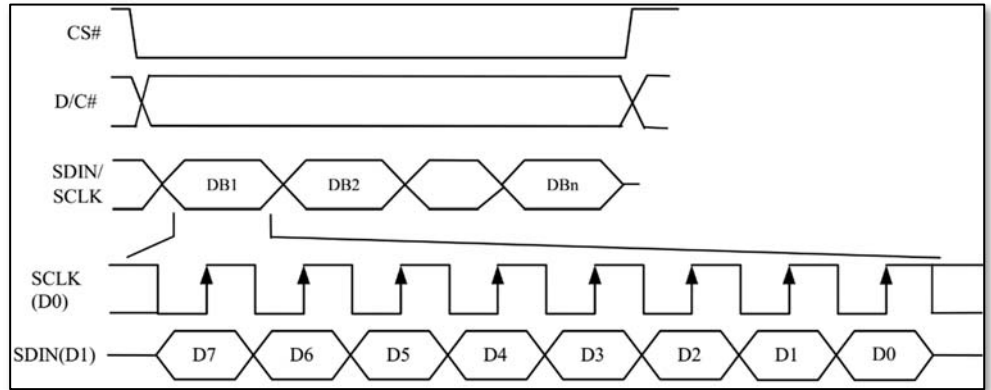 CS#
D/C#
SDIN/
SCLK
DB1 DB2 DBn
SCLK
(D0)
SDIN(D1) D7 D6 D5 D4 D3 D2 D1 D0